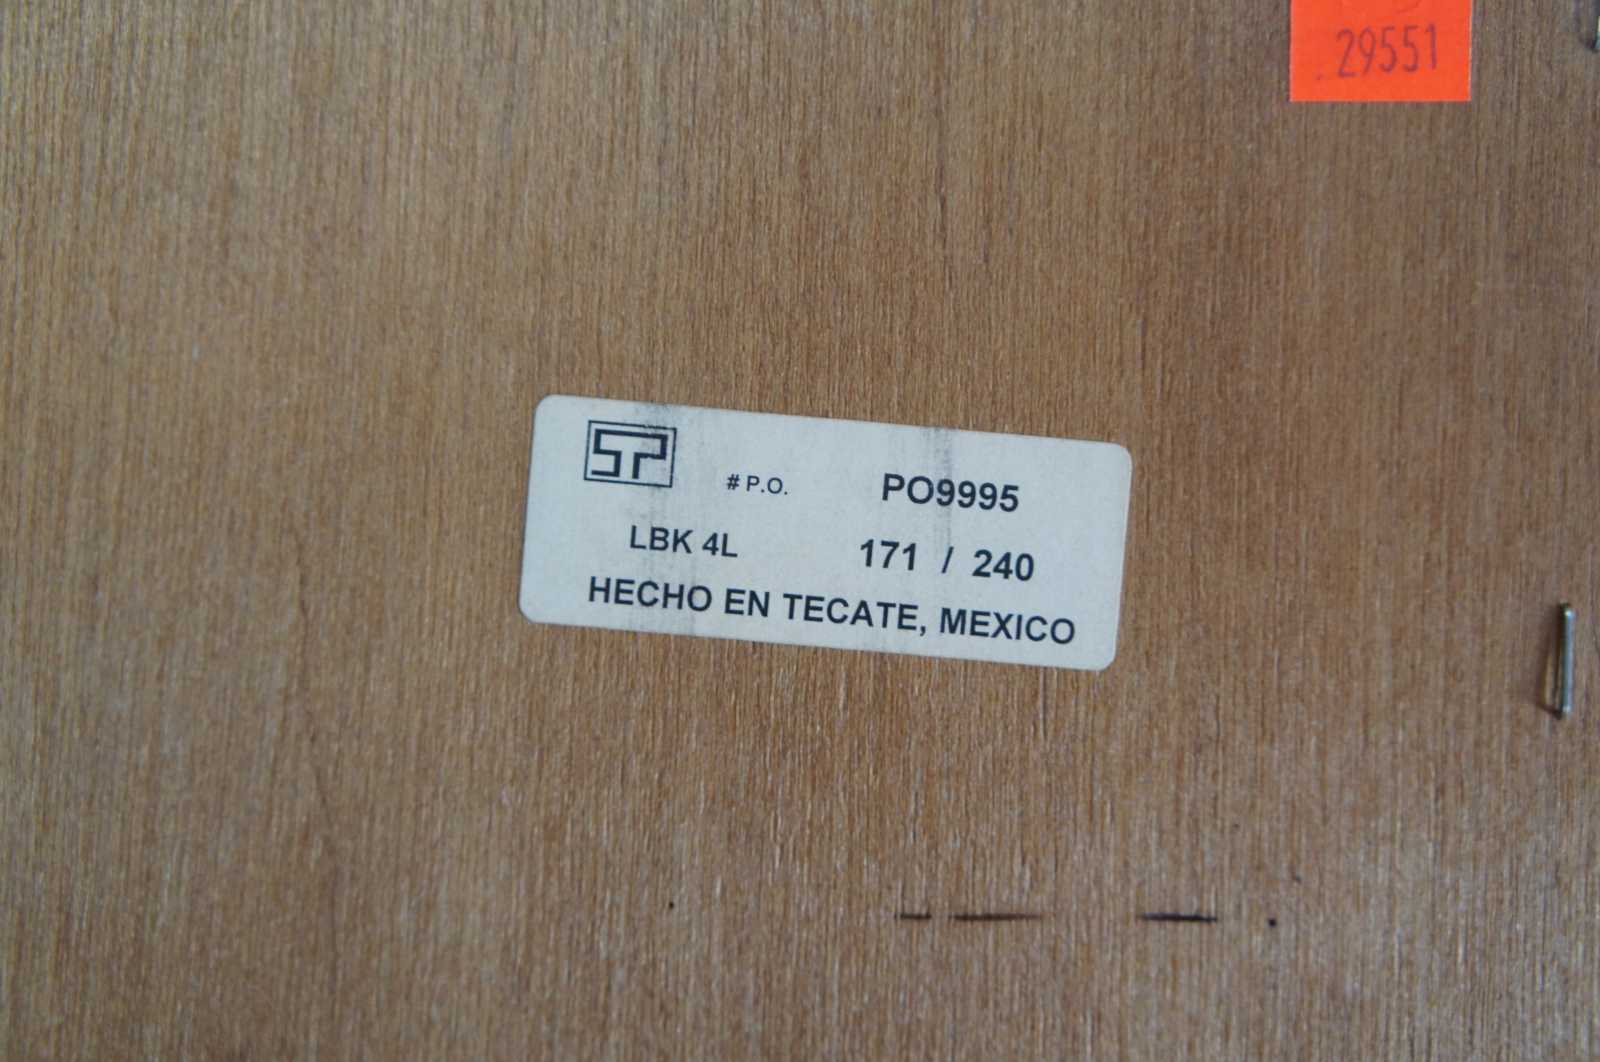 29551
SP
# P.O. PO9995
LBK 4L 171 / 240
HECHO EN TECATE, MEXICO